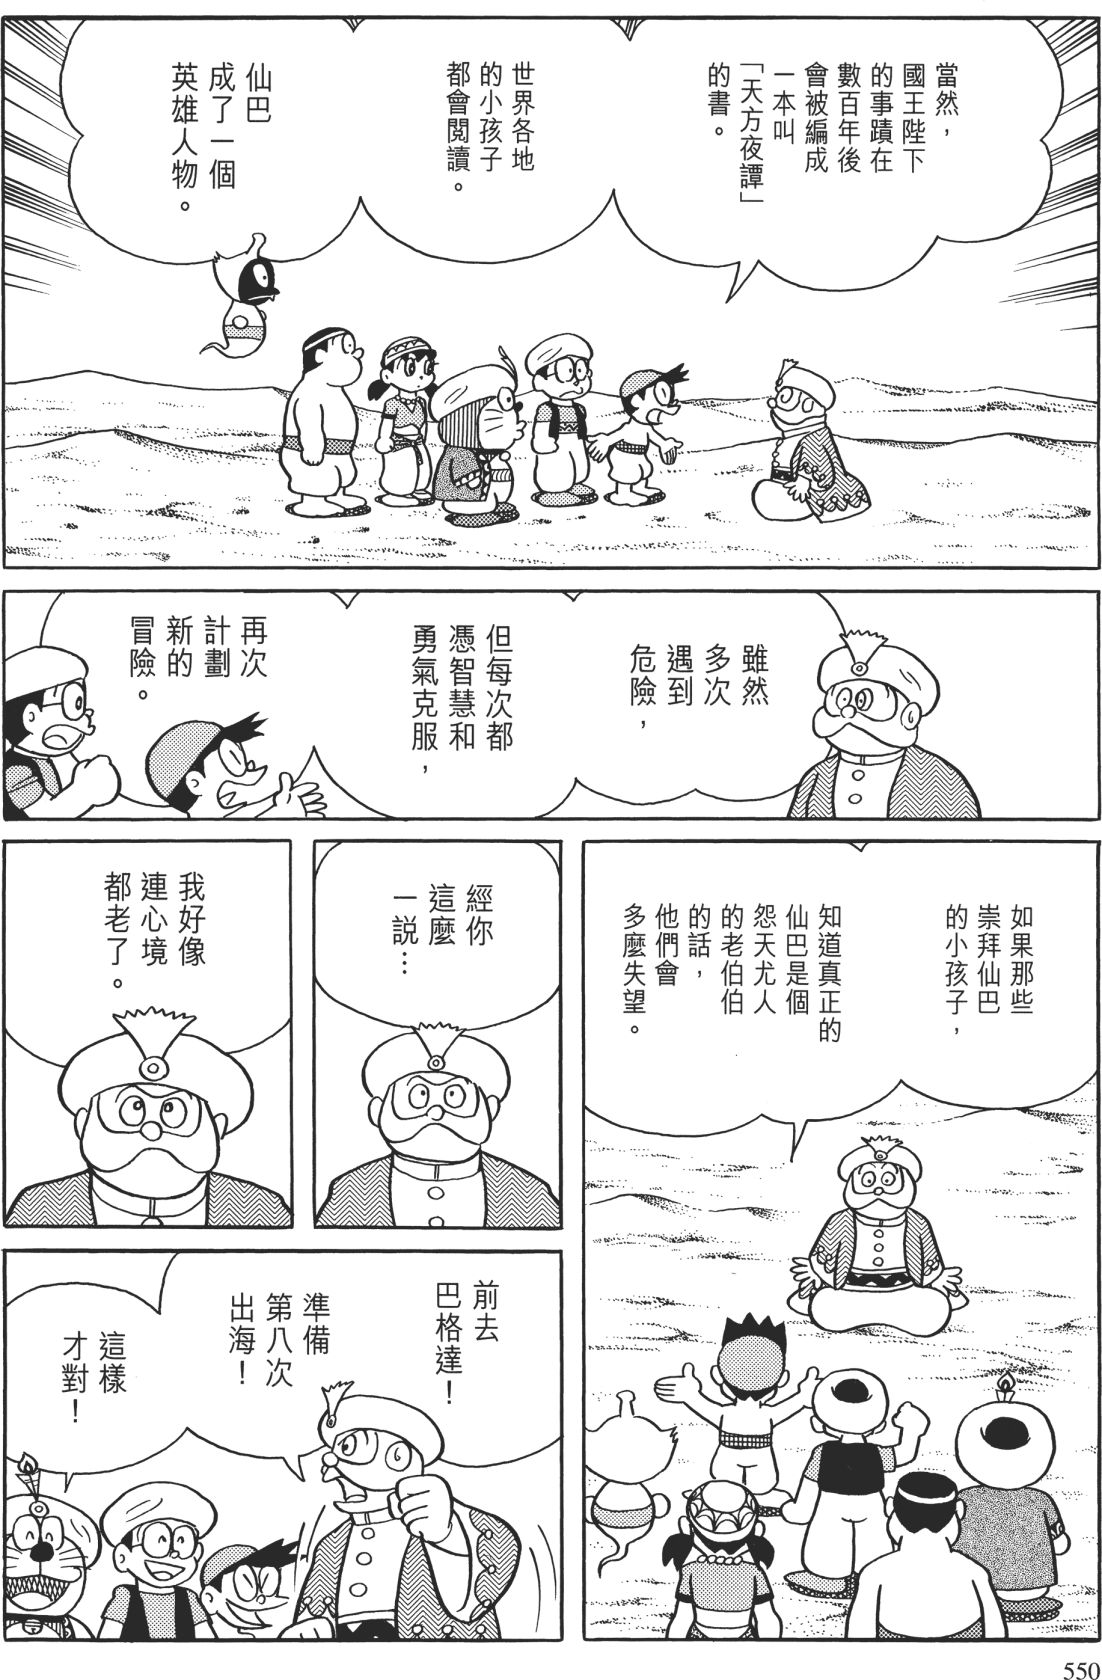 當然，
國王陛下
的事蹟在
數百年後
會被編成
一本叫
「天方夜譚」
的書。
世界各地
的小孩子
都會閱讀。
仙巴
成了一個
英雄人物。
雖然
多次
遇到
危險，
但每次都
憑智慧和
勇氣克服，
再次
計劃
新的
冒險。
如果那些
崇拜仙巴
的小孩子，
知道真正的
仙巴是個
怨天尤人
的老伯伯
的話，
他們會
多麼失望。
經你
這麼
一說…
我好像
連心境
都老了。
前去
巴格達！
準備
第八次
出海！
這樣
才對！
550